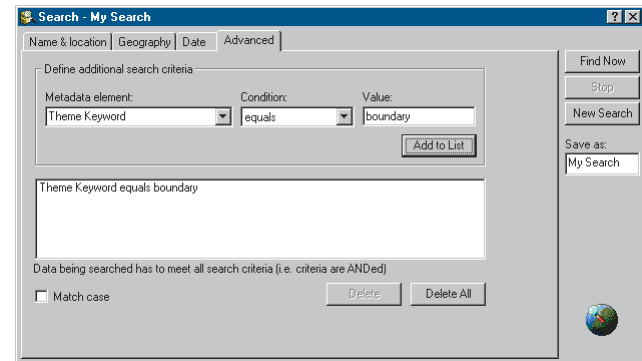 Search - My Search
Name & location Geography Date Advanced
Define additional search criteria
Metadata element: Condition: Value:
Theme Keyword equals boundary
Add to List
Theme Keyword equals boundary
Data being searched has to meet all search criteria (i.e. criteria are ANDed)
Match case
Delete Delete All
Find Now
Stop
New Search
Save as:
My Search